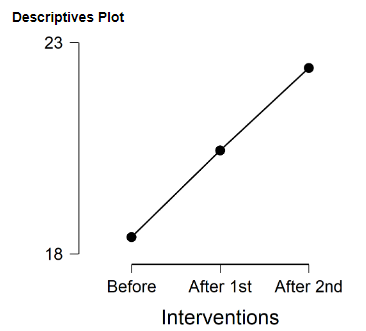 Descriptives Plot
23
18
Before After 1st After 2nd
Interventions